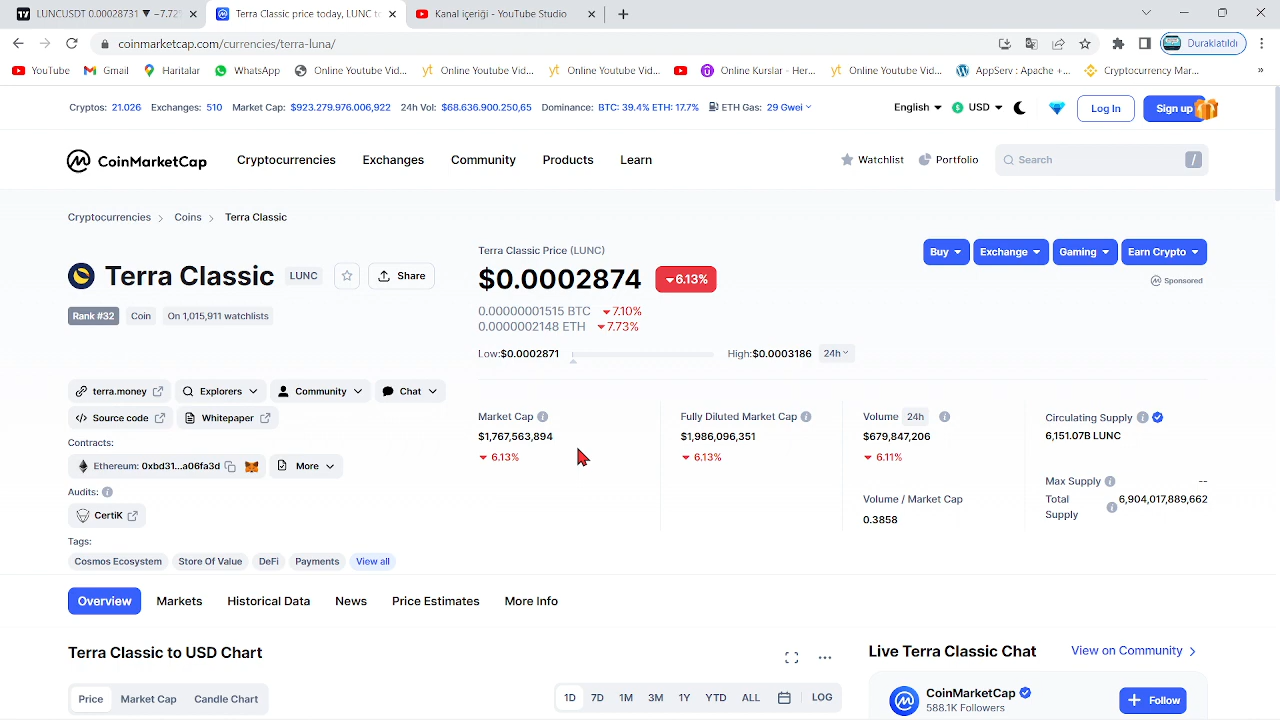 LUNCUSDT 0.00028731 ▼ −7.72
Terra Classic price today, LUNC to
Kanal içeriği - YouTube Studio
coinmarketcap.com/currencies/terra-luna/
Duraklatıldı
YouTube
Gmail
Haritalar
WhatsApp
Online Youtube Vid...
Online Youtube Vid...
Online Youtube Vid...
Online Kurslar - Her...
Online Youtube Vid...
AppServ : Apache +...
Cryptocurrency Mar...
»
Cryptos: 21.026 Exchanges: 510 Market Cap: $923.279.976.006,922 24h Vol: $68.636.900.250,65 Dominance: BTC: 39.4% ETH: 17.7% ETH Gas: 29 Gwei
English
USD
Log In
Sign up
CoinMarketCap
Cryptocurrencies
Exchanges
Community
Products
Learn
Watchlist
Portfolio
Search
/
Cryptocurrencies > Coins > Terra Classic
Terra Classic LUNC
Share
Rank #32
Coin
On 1,015,911 watchlists
Terra Classic Price (LUNC)
$0.0002874 6.13%
0.00000001515 BTC 7.10%
0.0000002148 ETH 7.73%
Low:$0.0002871
High:$0.0003186
24h
Buy
Exchange
Gaming
Earn Crypto
Sponsored
terra.money
Explorers
Community
Chat
Source code
Whitepaper
Contracts:
Ethereum: 0xbd31...a06fa3d
More
Audits:
CertiK
Tags:
Cosmos Ecosystem
Store Of Value
DeFi
Payments
View all
Market Cap
$1,767,563,894
6.13%
Fully Diluted Market Cap
$1,986,096,351
6.13%
Volume 24h
$679,847,206
6.11%
Volume / Market Cap
0.3858
Circulating Supply
6,151.07B LUNC
Max Supply --
Total Supply 6,904,017,889,662
Overview
Markets
Historical Data
News
Price Estimates
More Info
Terra Classic to USD Chart
Price
Market Cap
Candle Chart
1D
7D
1M
3M
1Y
YTD
ALL
LOG
Live Terra Classic Chat
View on Community
CoinMarketCap
588.1K Followers
+ Follow